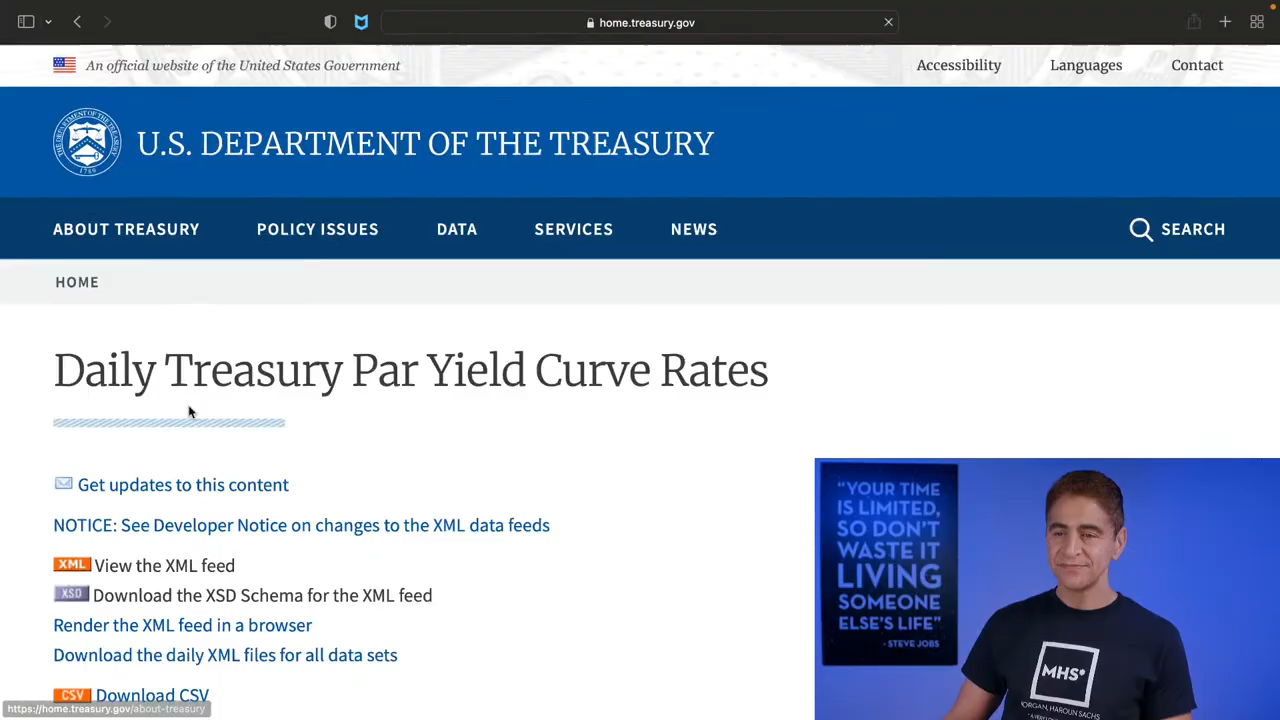 home.treasury.gov
An official website of the United States Government
Accessibility
Languages
Contact
U.S. DEPARTMENT OF THE TREASURY
1789
ABOUT TREASURY
POLICY ISSUES
DATA
SERVICES
NEWS
SEARCH
HOME
Daily Treasury Par Yield Curve Rates
Get updates to this content
NOTICE: See Developer Notice on changes to the XML data feeds
XML View the XML feed
XSD Download the XSD Schema for the XML feed
Render the XML feed in a browser
Download the daily XML files for all data sets
CSV Download CSV
https://home.treasury.gov/about-treasury
"YOUR TIME
IS LIMITED,
SO DON'T
WASTE IT
LIVING
SOMEONE
ELSE'S LIFE"
- STEVE JOBS
MHS
MORGAN, HAROUN, SACHS